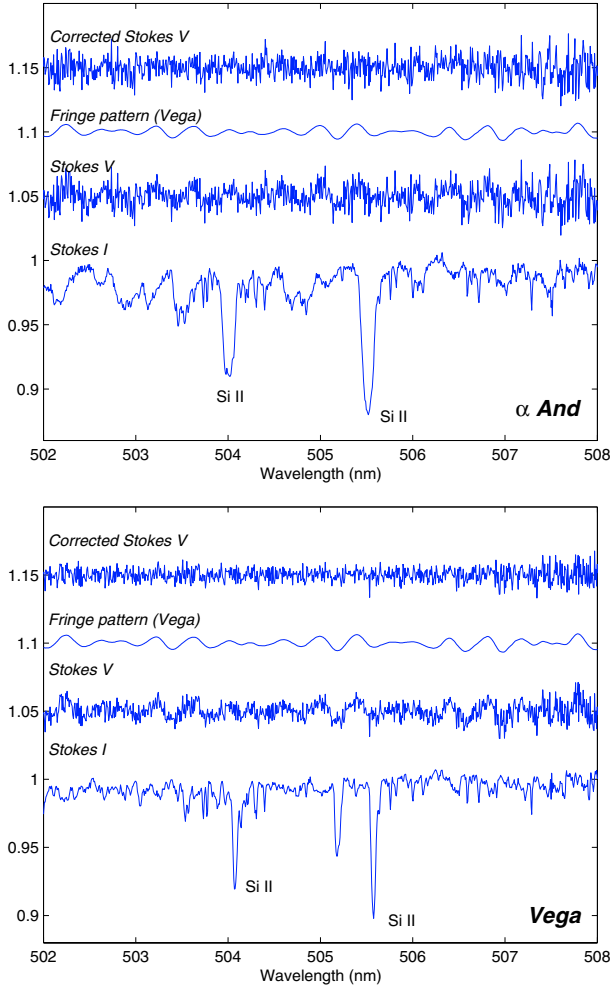 Corrected Stokes V
1.15
Fringe pattern (Vega)
1.1
Stokes V
1.05
Stokes I
1
0.95
0.9
Si II
Si II
α And
502 503 504 505 506 507 508
Wavelength (nm)
Corrected Stokes V
1.15
Fringe pattern (Vega)
1.1
Stokes V
1.05
Stokes I
1
0.95
0.9
Si II
Si II
Vega
502 503 504 505 506 507 508
Wavelength (nm)